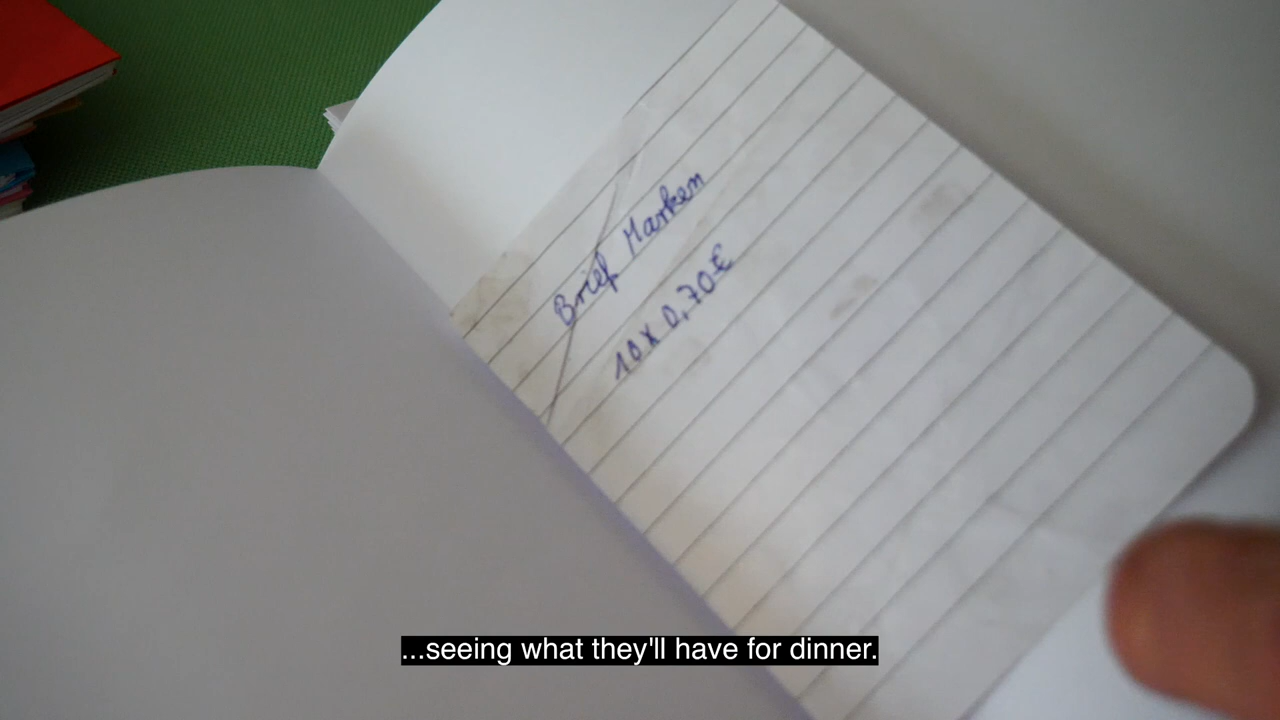 Brief Marken
10 x 0,70 €
...seeing what they'll have for dinner.